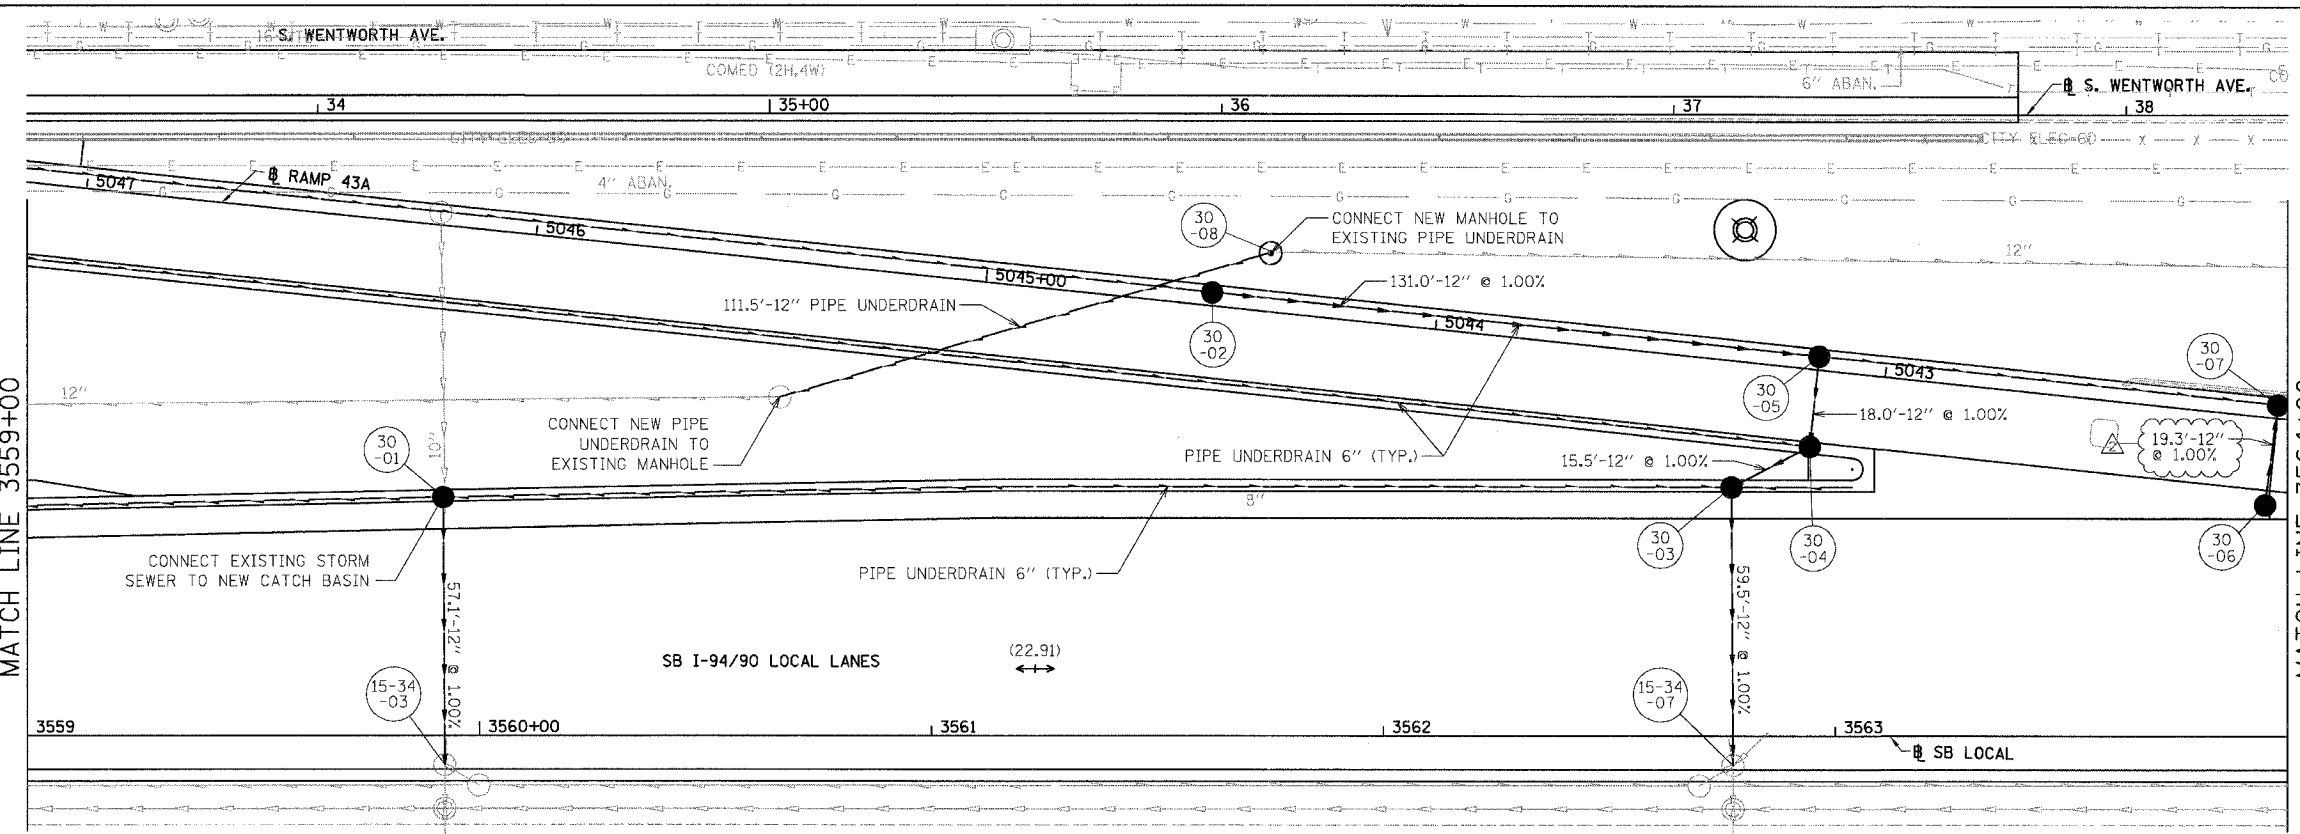 S. WENTWORTH AVE.
COMED (2H,4W)
6" ABAN.
34
35+00
36
37
38
℄ S. WENTWORTH AVE.
CITY ELEC-6D
4" ABAN.
℄ RAMP 43A
5047
5046
5045+00
5044
5043
30
-08
CONNECT NEW MANHOLE TO
EXISTING PIPE UNDERDRAIN
12"
131.0'-12" @ 1.00%
111.5'-12" PIPE UNDERDRAIN
30
-02
30
-07
30
-05
18.0'-12" @ 1.00%
12"
CONNECT NEW PIPE
UNDERDRAIN TO
EXISTING MANHOLE
10"
30
-01
PIPE UNDERDRAIN 6" (TYP.)
15.5'-12" @ 1.00%
2
19.3'-12"
@ 1.00%
8"
30
-03
30
-04
30
-06
CONNECT EXISTING STORM
SEWER TO NEW CATCH BASIN
PIPE UNDERDRAIN 6" (TYP.)
57.1'-12" @ 1.00%
59.5'-12" @ 1.00%
SB I-94/90 LOCAL LANES
(22.91)
15-34
-03
15-34
-07
3559
3560+00
3561
3562
3563
℄ SB LOCAL
MATCH LINE 3559+00